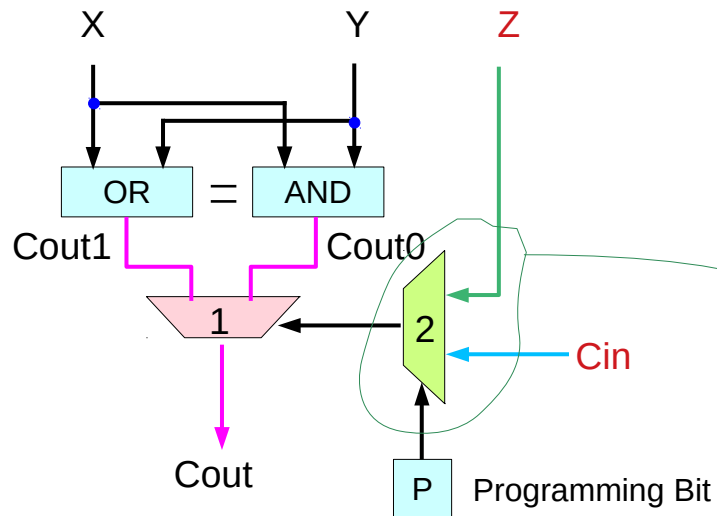 X Y Z
OR = AND
Cout1 Cout0
1 2
Cin
Cout
P Programming Bit